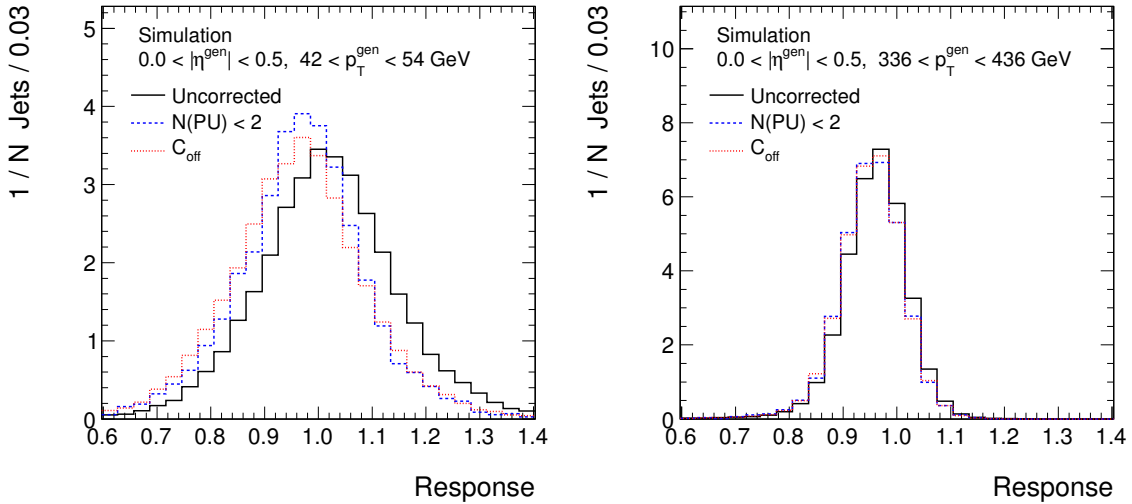 1 / N Jets / 0.03
5
4
3
2
1
0
Simulation
0.0 < |η^gen| < 0.5, 42 < p_T^gen < 54 GeV
Uncorrected
N(PU) < 2
C_off
0.6 0.7 0.8 0.9 1.0 1.1 1.2 1.3 1.4
Response
1 / N Jets / 0.03
10
8
6
4
2
0
Simulation
0.0 < |η^gen| < 0.5, 336 < p_T^gen < 436 GeV
Uncorrected
N(PU) < 2
C_off
0.6 0.7 0.8 0.9 1.0 1.1 1.2 1.3 1.4
Response